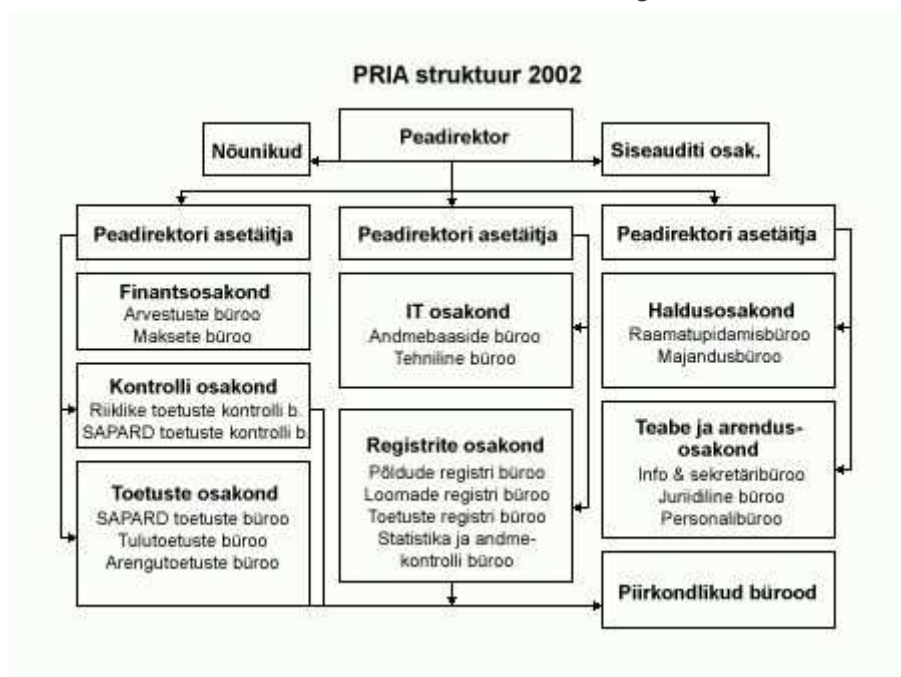 PRIA struktuur 2002
Peadirektor
Nõunikud
Siseauditi osak.
Peadirektori asetäitja
Peadirektori asetäitja
Peadirektori asetäitja
Finantsosakond
Arvestuste büroo
Maksete büroo
Kontrolli osakond
Riiklike toetuste kontrolli b.
SAPARD toetuste kontrolli b.
Toetuste osakond
SAPARD toetuste büroo
Tulutoetuste büroo
Arengutoetuste büroo
IT osakond
Andmebaaside büroo
Tehniline büroo
Registrite osakond
Põldude registri büroo
Loomade registri büroo
Toetuste registri büroo
Statistika ja andme-
kontrolli büroo
Haldusosakond
Raamatupidamisbüroo
Majandusbüroo
Teabe ja arendus-
osakond
Info & sekretäribüroo
Juriidiline büroo
Personalibüroo
Piirkondlikud bürood